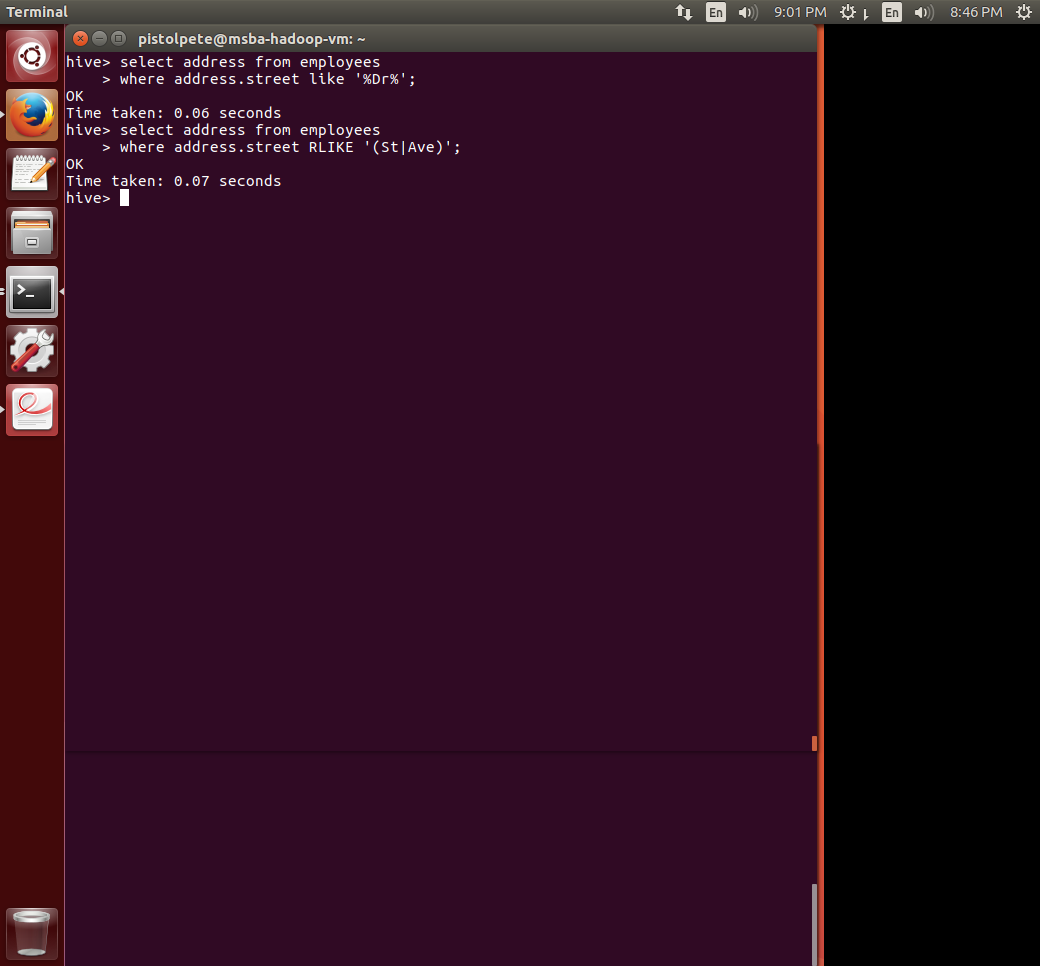 Terminal
En
9:01 PM
En
8:46 PM
pistolpete@msba-hadoop-vm: ~
hive> select address from employees
    > where address.street like '%Dr%';
OK
Time taken: 0.06 seconds
hive> select address from employees
    > where address.street RLIKE '(St|Ave)';
OK
Time taken: 0.07 seconds
hive>